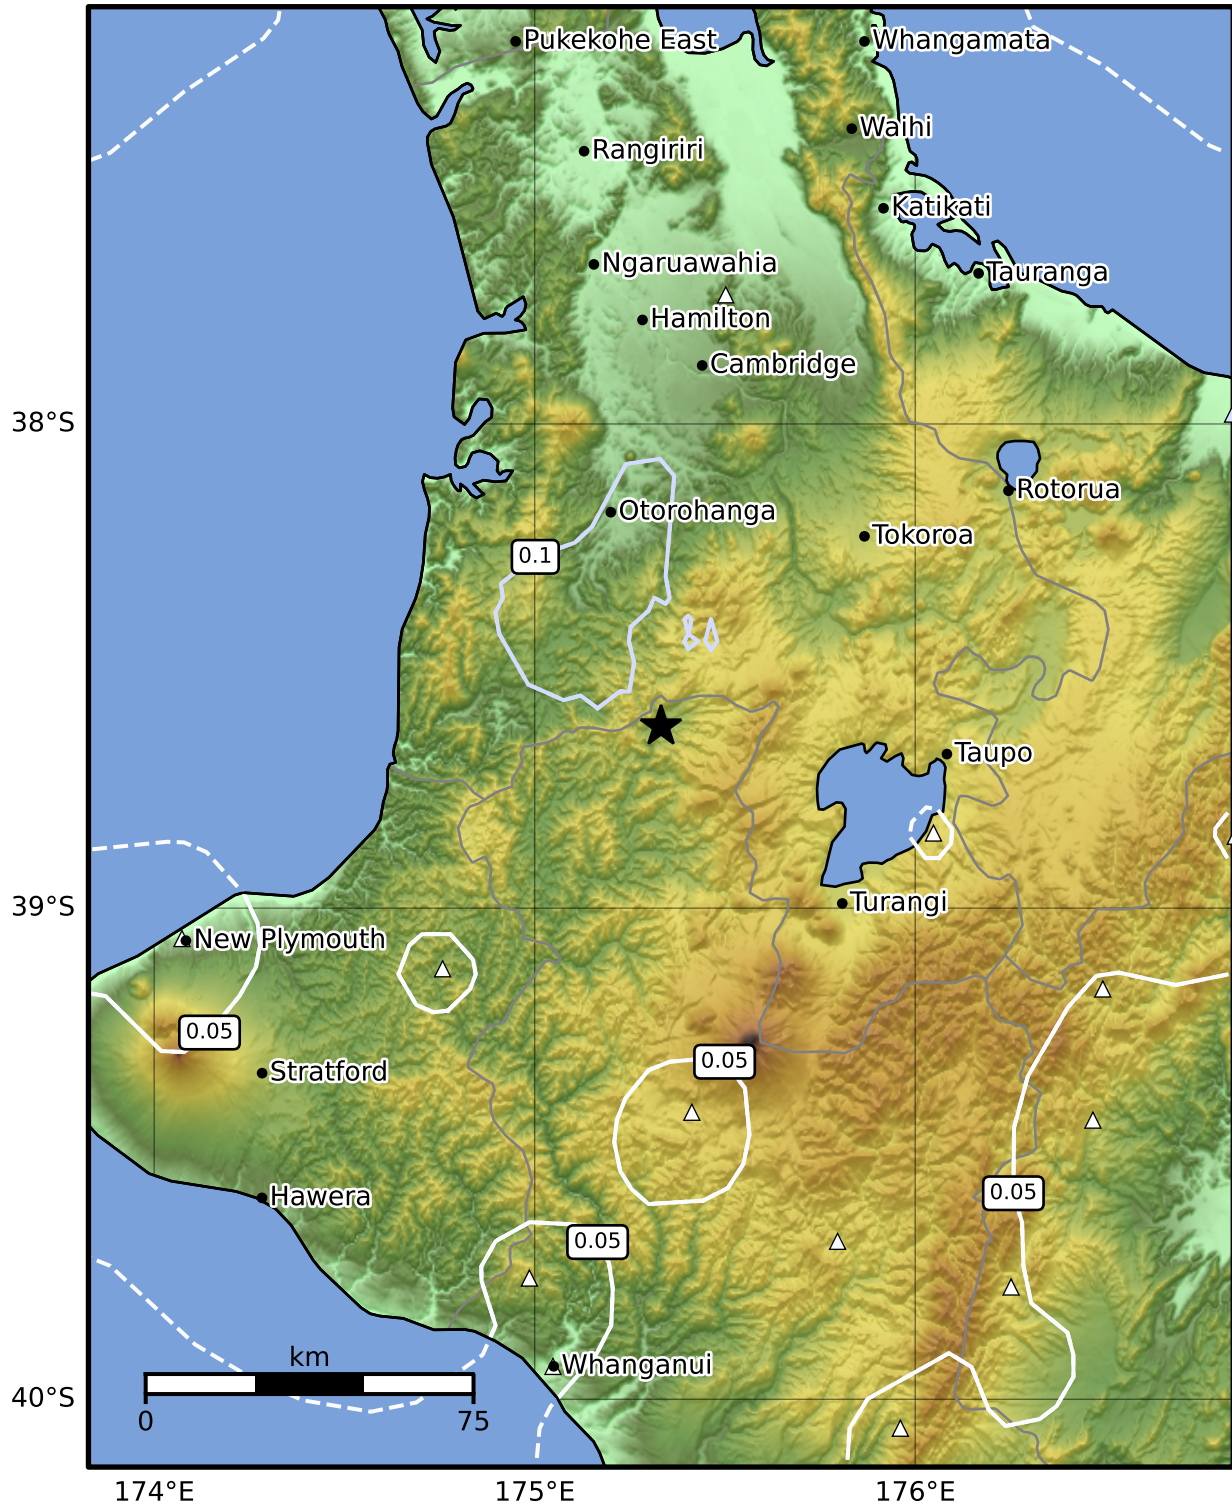 Pukekohe East
Whangamata
Waihi
Rangiriri
Katikati
Ngaruawahia
Tauranga
Hamilton
Cambridge
38°S
Rotorua
Otorohanga
Tokoroa
0.1
Taupo
Turangi
39°S
New Plymouth
0.05
0.05
Stratford
0.05
Hawera
0.05
km
Whanganui
40°S
0
75
174°E
175°E
176°E